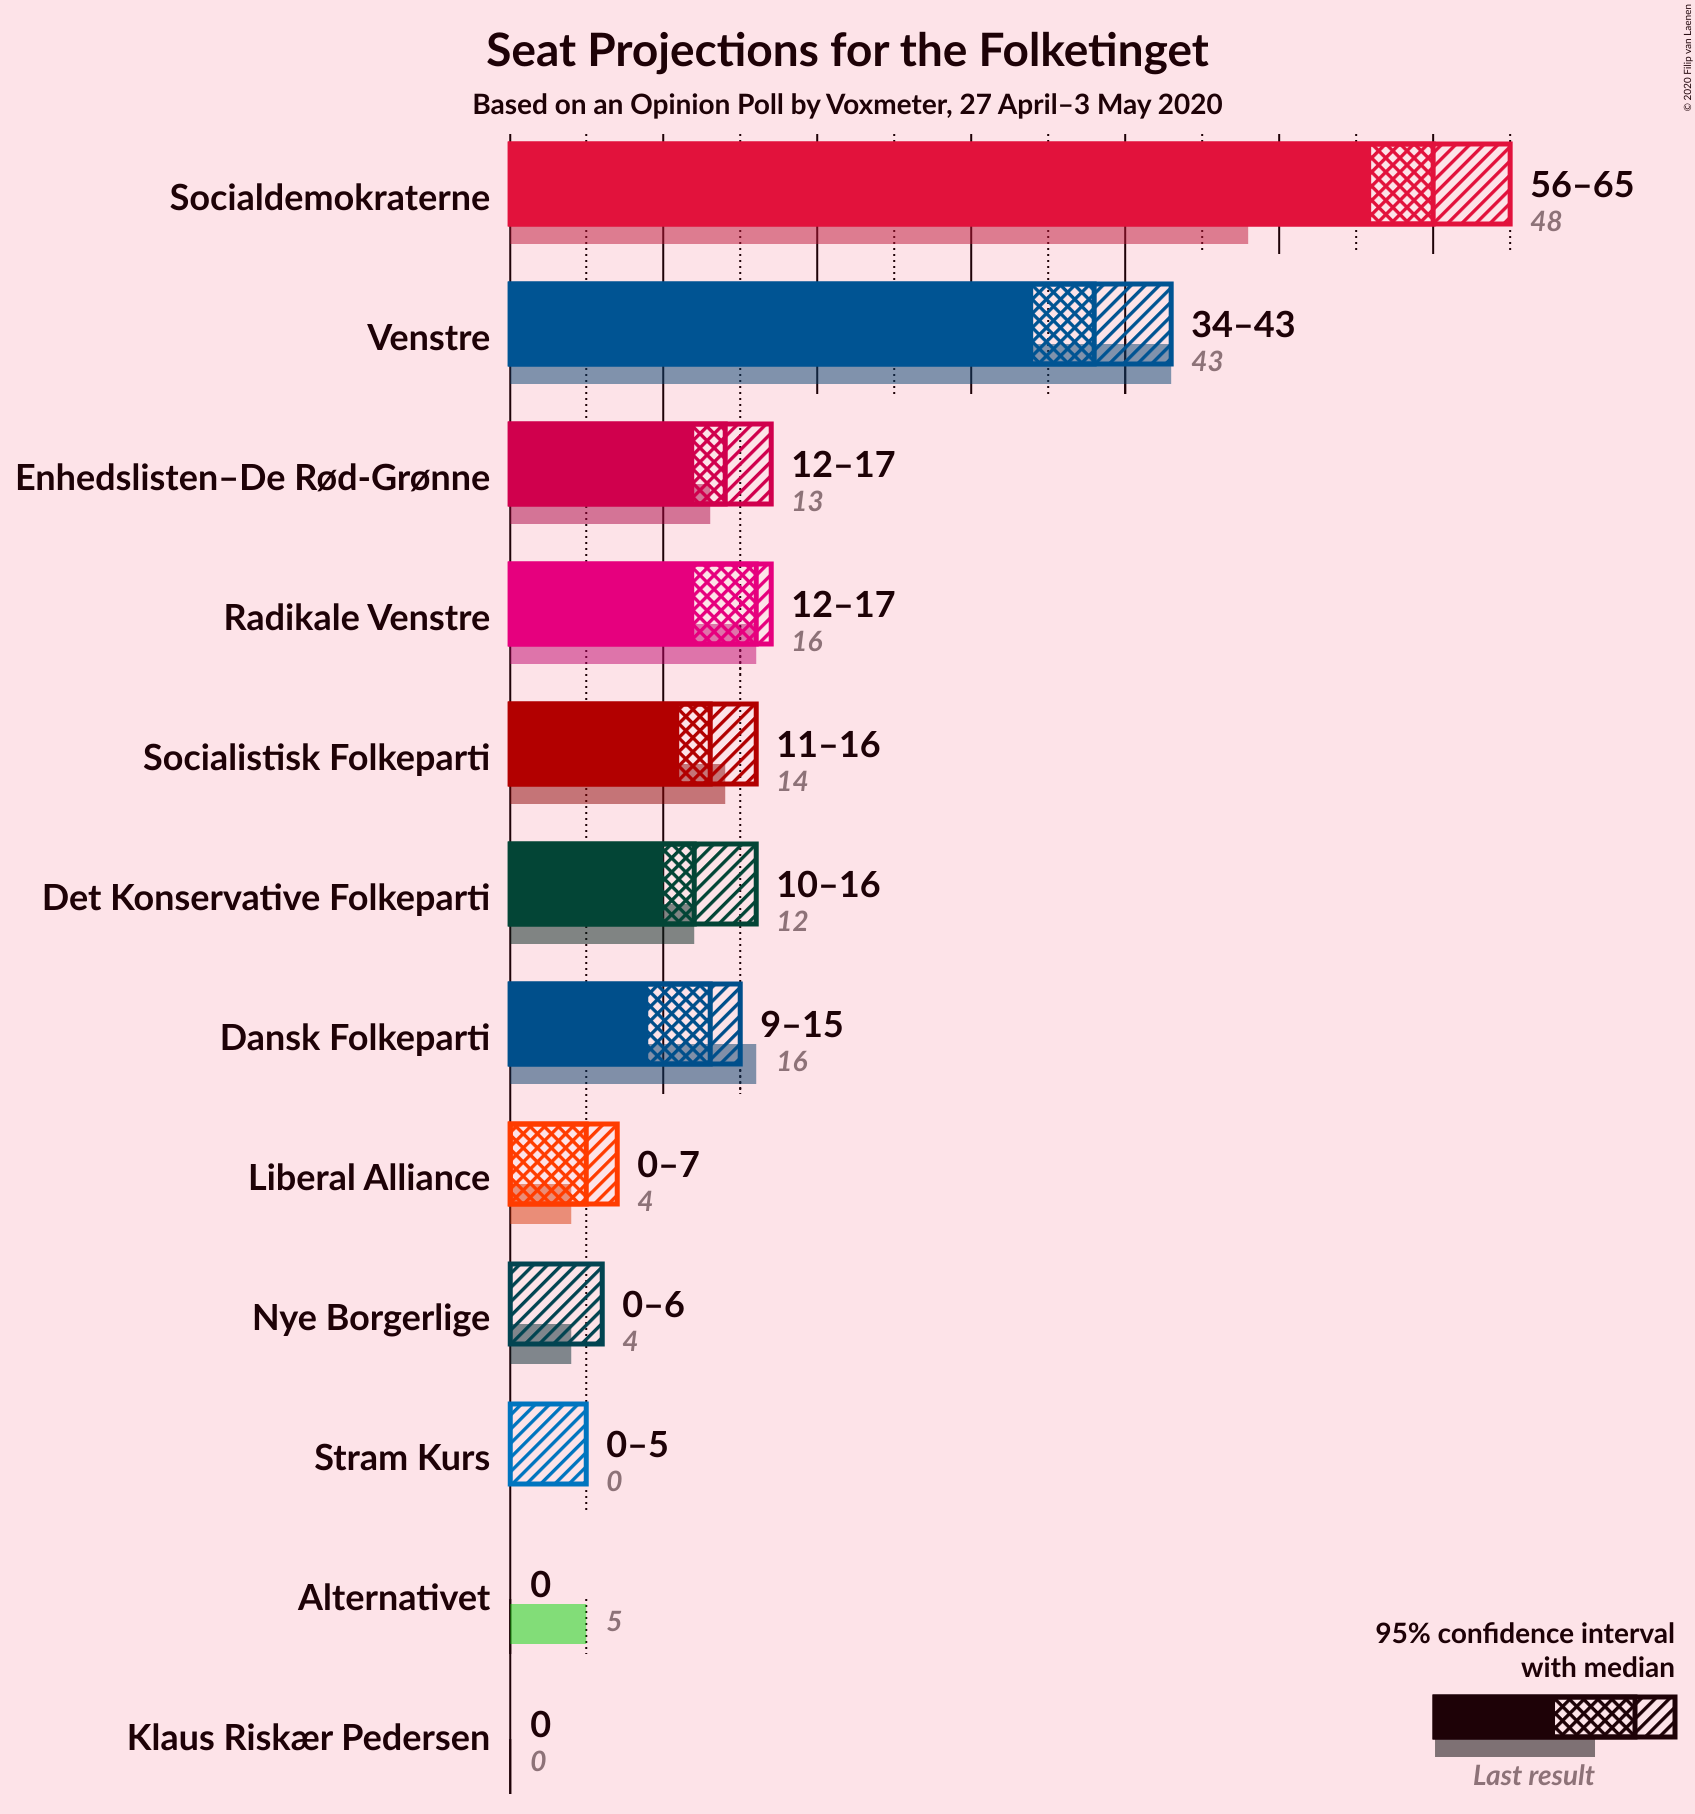 Seat Projections for the Folketinget
Based on an Opinion Poll by Voxmeter, 27 April–3 May 2020
© 2020 Filip van Laenen
Socialdemokraterne
56–65
48
Venstre
34–43
43
Enhedslisten–De Rød-Grønne
12–17
13
Radikale Venstre
12–17
16
Socialistisk Folkeparti
11–16
14
Det Konservative Folkeparti
10–16
12
Dansk Folkeparti
9–15
16
Liberal Alliance
0–7
4
Nye Borgerlige
0–6
4
Stram Kurs
0–5
0
Alternativet
0
5
Klaus Riskær Pedersen
0
0
95% confidence interval
with median
Last result